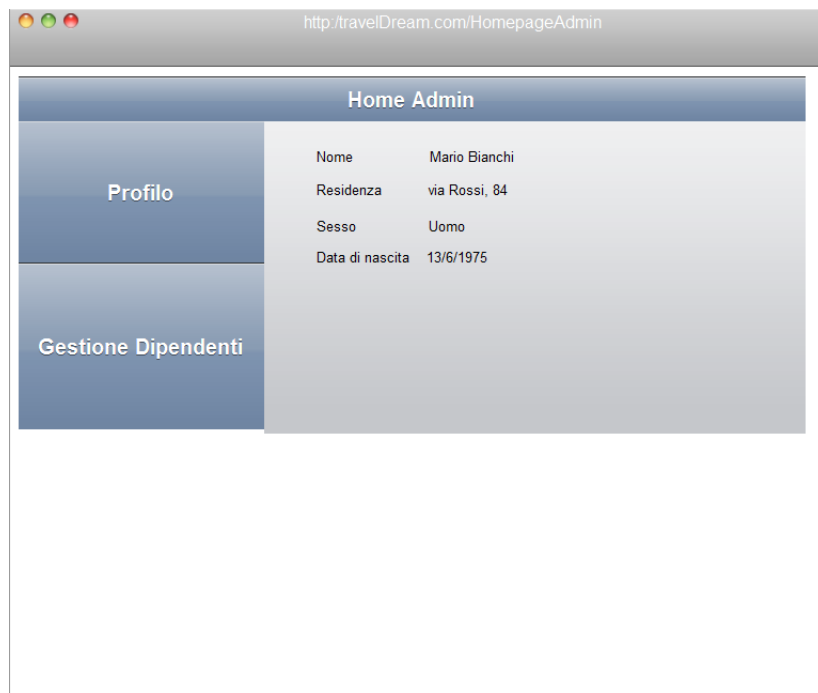 http:/travelDream.com/HomepageAdmin
Home Admin
Profilo
Gestione Dipendenti
Nome Mario Bianchi
Residenza via Rossi, 84
Sesso Uomo
Data di nascita 13/6/1975